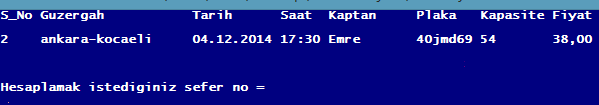 S_No Guzergah Tarih Saat Kaptan Plaka Kapasite Fiyat
2 ankara-kocaeli 04.12.2014 17:30 Emre 40jmd69 54 38,00
Hesaplamak istediginiz sefer no =